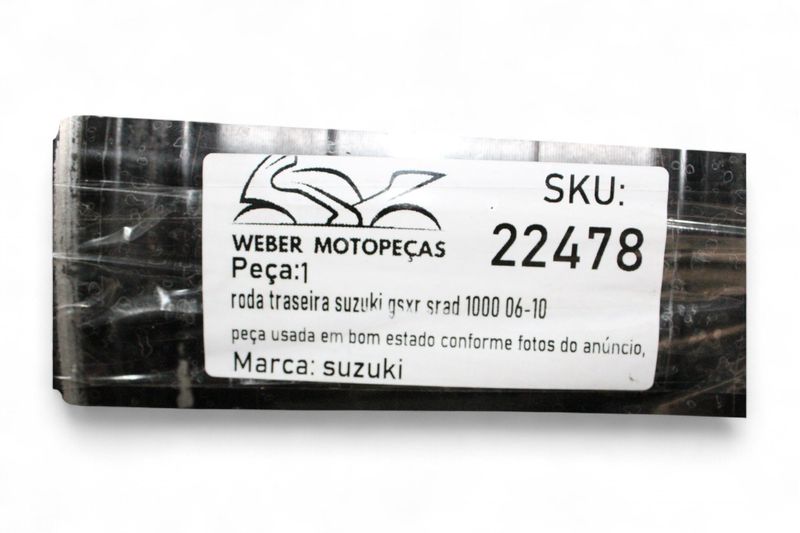 WEBER MOTOPEÇAS
SKU:
22478
Peça:1
roda traseira suzuki gsxr srad 1000 06-10
peça usada em bom estado conforme fotos do anúncio,
Marca: suzuki